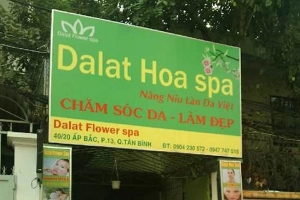 Dalat Flower spa
Dalat Hoa spa
Nâng Niu Làn Da Việt
CHĂM SÓC DA - LÀM ĐẸP
Dalat Flower spa
40/20 ẤP BẮC, P.13, Q.TÂN BÌNH
ĐT: 0904 230 072 - 0947 747 516